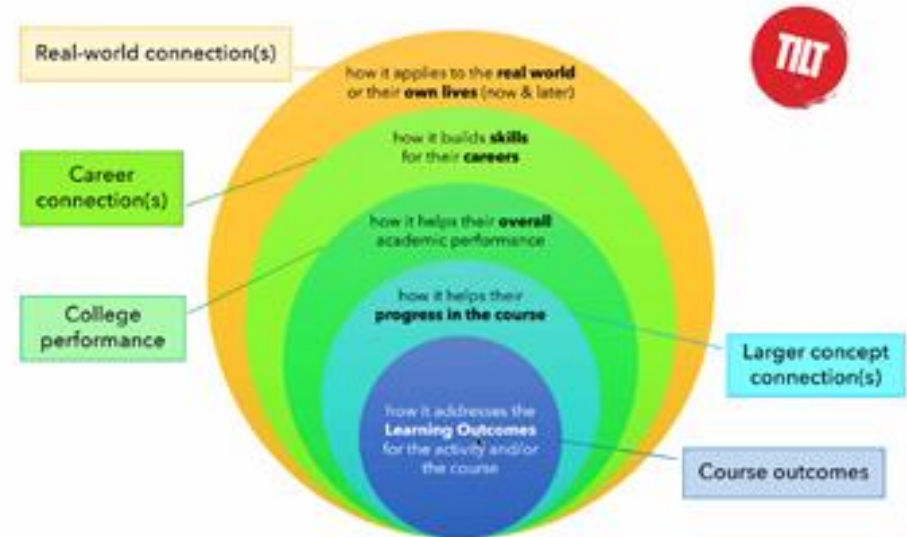 Real-world connection(s)
TILT
how it applies to the real world
or their own lives (now & later)
how it builds skills
for their careers
Career
connection(s)
how it helps their overall
academic performance
how it helps their
progress in the course
College
performance
Larger concept
connection(s)
how it addresses the
Learning Outcomes
for the activity and/or
the course
Course outcomes